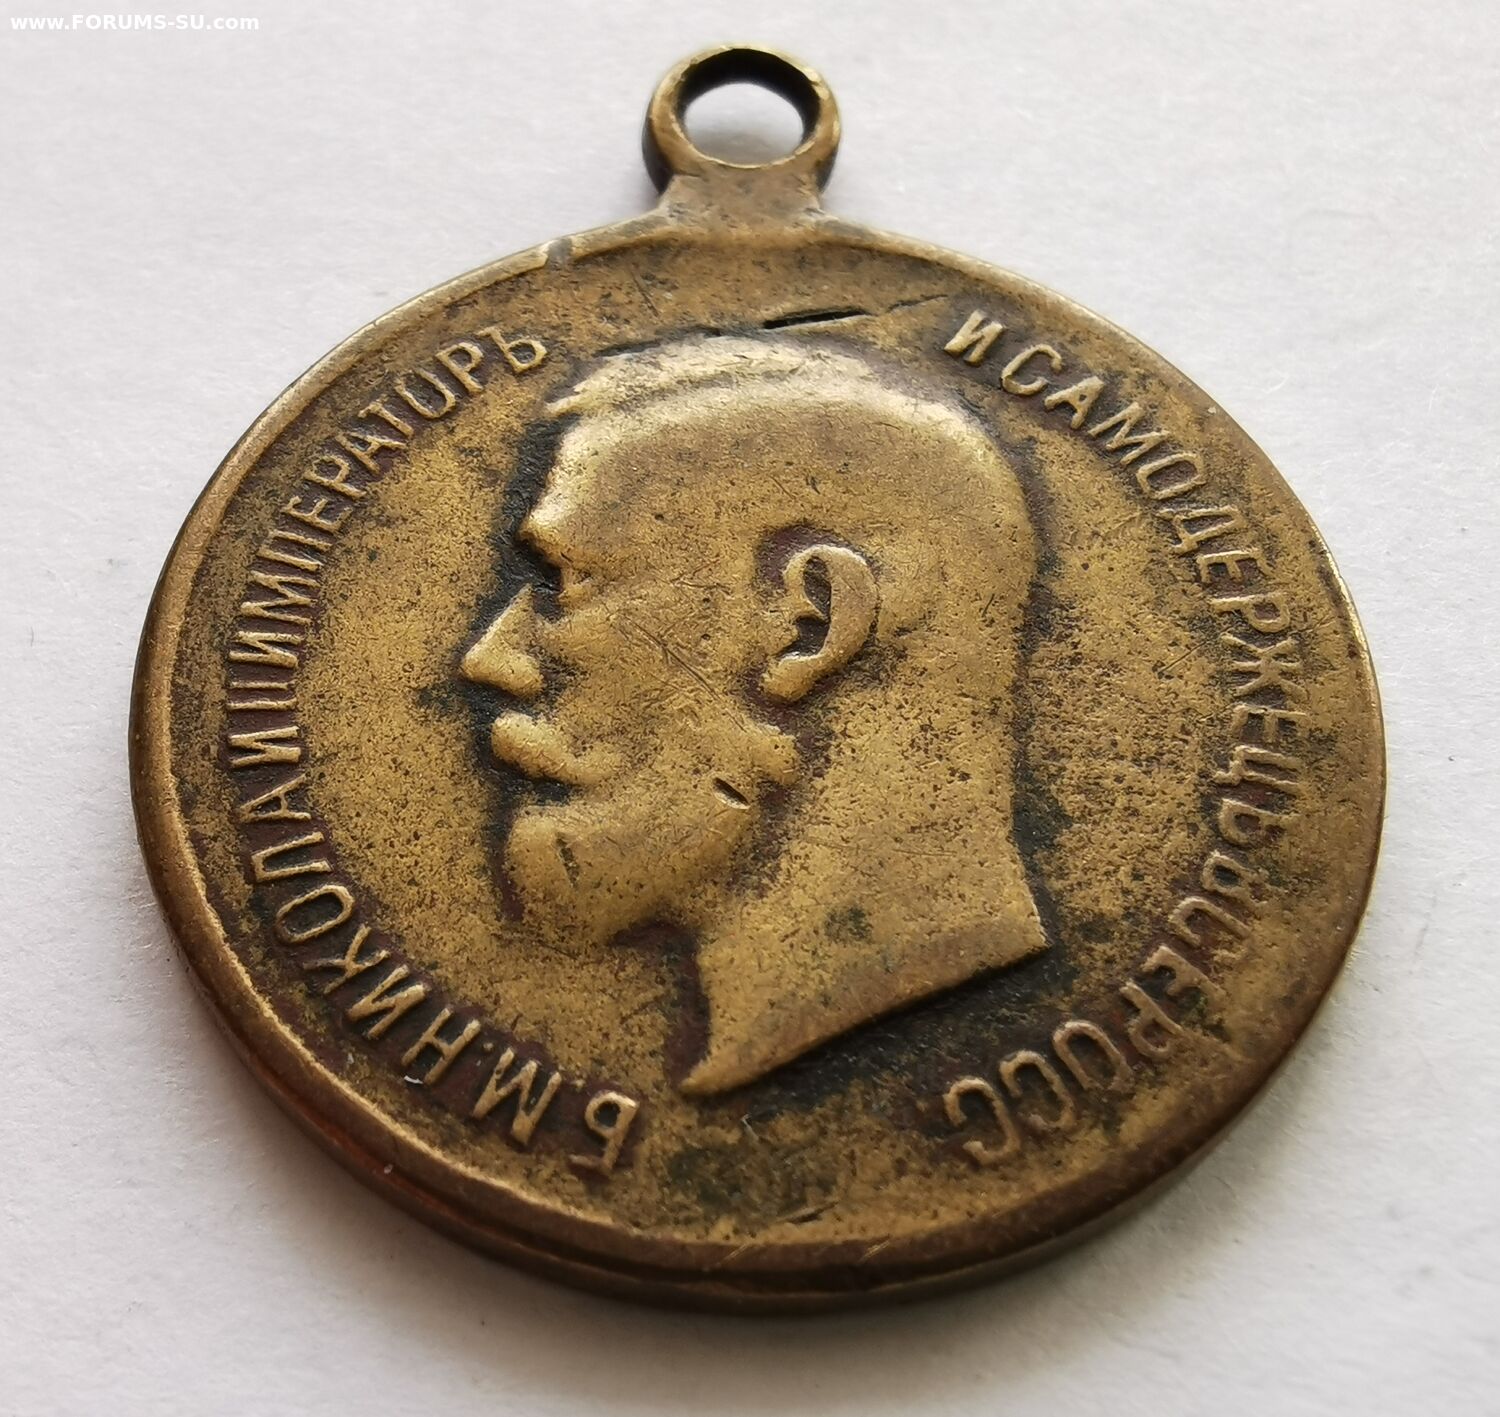 www.FORUMS-SU.com
Б.М.НИКОЛАЙ II ИМПЕРАТОРЪ И САМОДЕРЖЕЦЪ ВСЕРОСС.